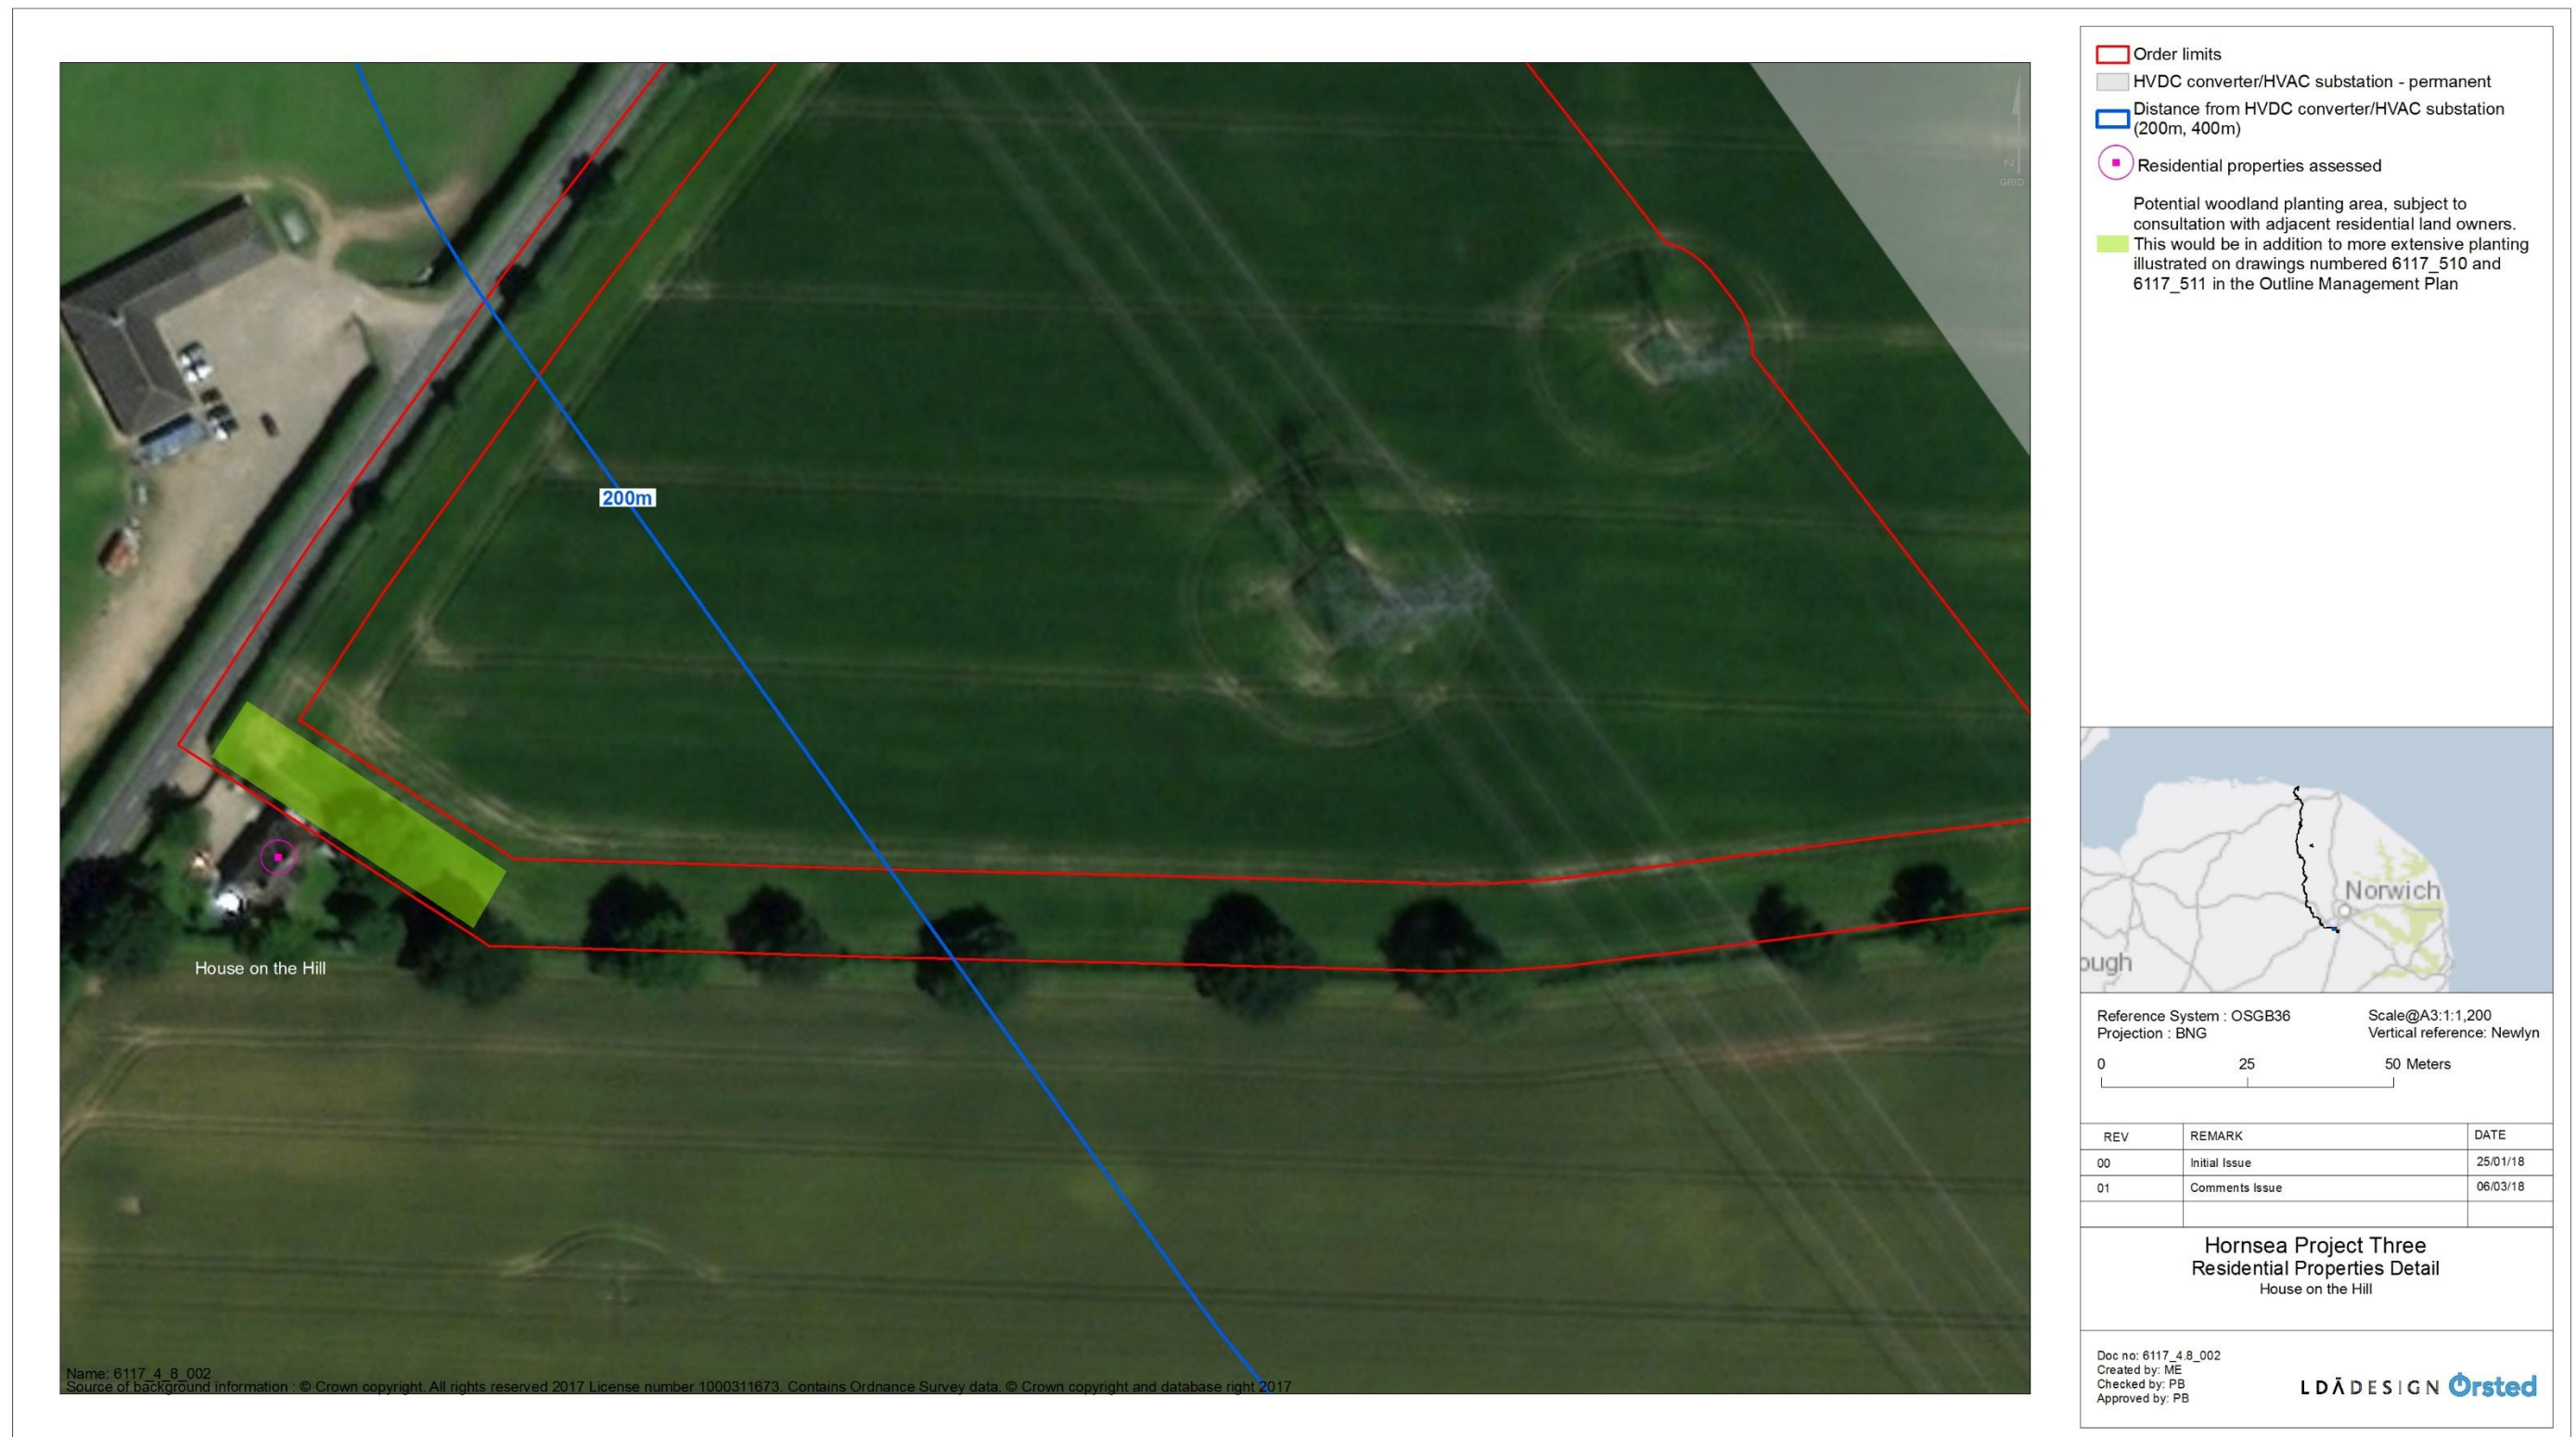 200m
House on the Hill
N
GRID
Name: 6117_4_8_002
Source of background information : © Crown copyright. All rights reserved 2017 License number 1000311673. Contains Ordnance Survey data. © Crown copyright and database right 2017
Order limits
HVDC converter/HVAC substation - permanent
Distance from HVDC converter/HVAC substation
(200m, 400m)
Residential properties assessed
Potential woodland planting area, subject to
consultation with adjacent residential land owners.
This would be in addition to more extensive planting
illustrated on drawings numbered 6117_510 and
6117_511 in the Outline Management Plan
Norwich
ough
Reference System : OSGB36 Scale@A3:1:1,200
Projection : BNG Vertical reference: Newlyn
0 25 50 Meters
REV REMARK DATE
00 Initial Issue 25/01/18
01 Comments Issue 06/03/18
Hornsea Project Three
Residential Properties Detail
House on the Hill
Doc no: 6117_4.8_002
Created by: ME
Checked by: PB
Approved by: PB
LDĀDESIGN Ørsted